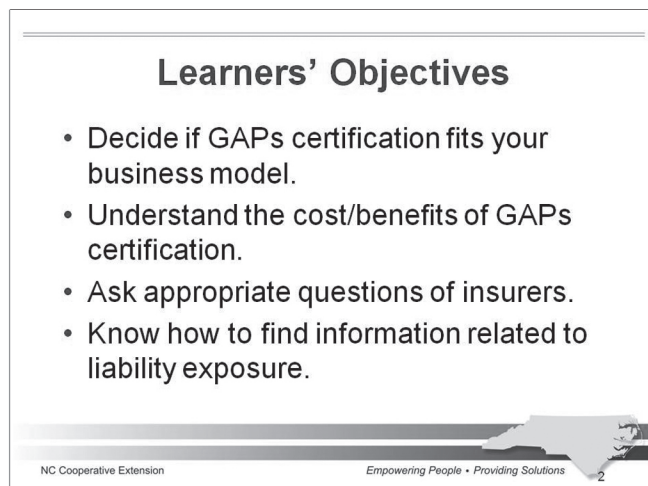 Learners’ Objectives
• Decide if GAPs certification fits your
business model.
• Understand the cost/benefits of GAPs
certification.
• Ask appropriate questions of insurers.
• Know how to find information related to
liability exposure.
NC Cooperative Extension
Empowering People • Providing Solutions
2